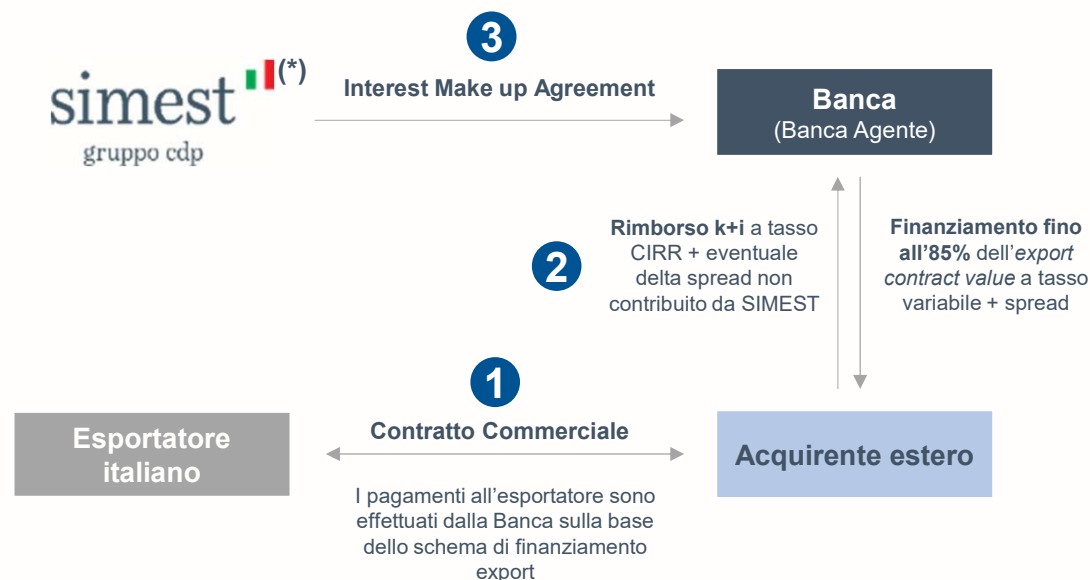 3
simest (*)
gruppo cdp
Interest Make up Agreement
Banca
(Banca Agente)
2
Rimborso k+i a tasso
CIRR + eventuale
delta spread non
contribuito da SIMEST
Finanziamento fino
all'85% dell'export
contract value a tasso
variabile + spread
1
Esportatore
italiano
Contratto Commerciale
Acquirente estero
I pagamenti all'esportatore sono
effettuati dalla Banca sulla base
dello schema di finanziamento
export